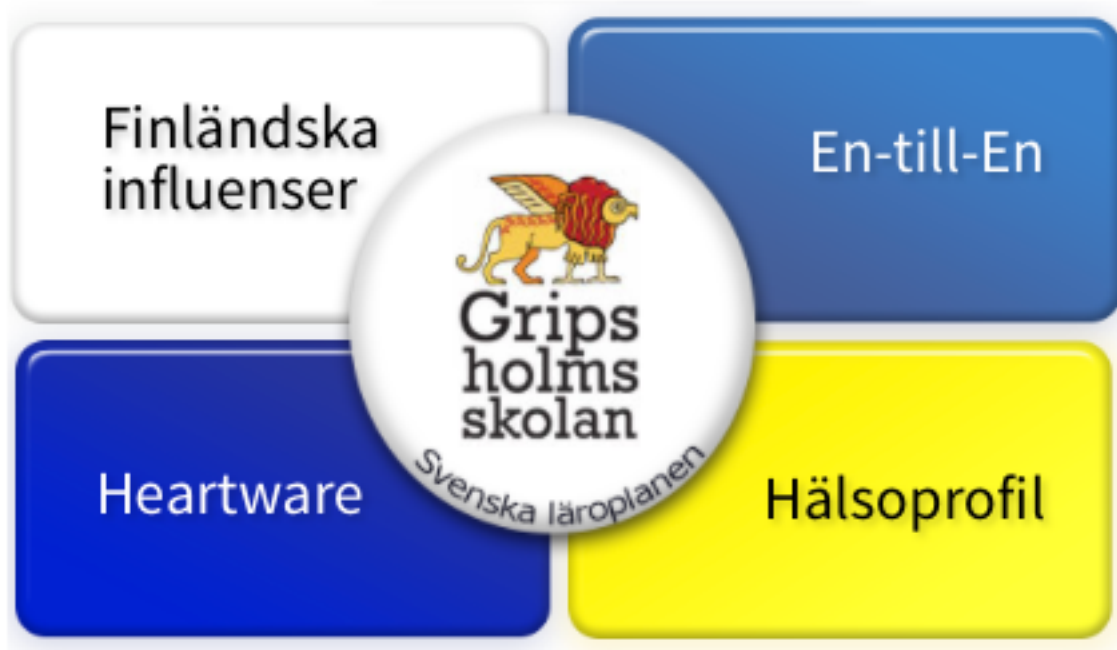 Finländska
influenser
En-till-En
Grips
holms
skolan
Svenska läroplanen
Heartware
Hälsoprofil